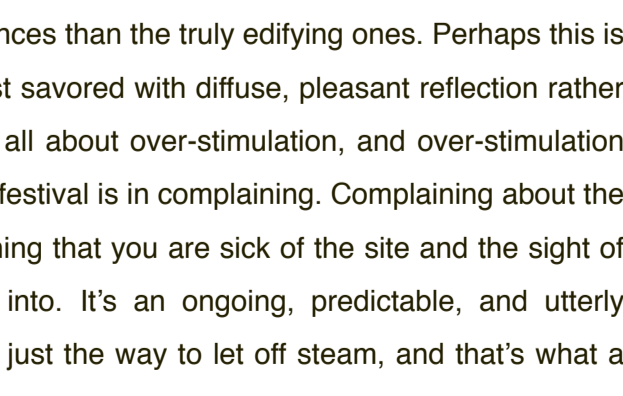 nces than the truly edifying ones. Perhaps this is
st savored with diffuse, pleasant reflection rather
all about over-stimulation, and over-stimulation
festival is in complaining. Complaining about the
ning that you are sick of the site and the sight of
into. It's an ongoing, predictable, and utterly
just the way to let off steam, and that's what a